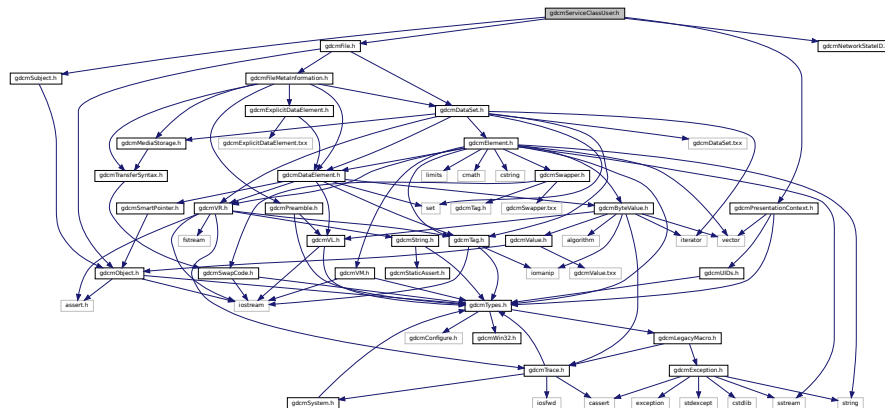 gdcmServiceClassUser.h
gdcmFile.h
gdcmNetworkStateID.
gdcmSubject.h
gdcmFileMetaInformation.h
gdcmExplicitDataElement.h
gdcmDataSet.h
gdcmMediaStorage.h
gdcmExplicitDataElement.txx
gdcmElement.h
gdcmDataSet.txx
gdcmTransferSyntax.h
gdcmDataElement.h
limits
cmath
cstring
gdcmSwapper.h
gdcmSmartPointer.h
gdcmVR.h
gdcmPreamble.h
set
gdcmTag.h
gdcmSwapper.txx
gdcmByteValue.h
gdcmPresentationContext.h
fstream
gdcmVL.h
gdcmString.h
gdcmTag.h
gdcmValue.h
algorithm
iterator
vector
gdcmObject.h
gdcmSwapCode.h
gdcmVM.h
gdcmStaticAssert.h
iomanip
gdcmValue.txx
gdcmUIDs.h
assert.h
iostream
gdcmTypes.h
gdcmConfigure.h
gdcmWin32.h
gdcmLegacyMacro.h
gdcmTrace.h
gdcmException.h
gdcmSystem.h
iosfwd
cassert
exception
stdexcept
cstdlib
sstream
string